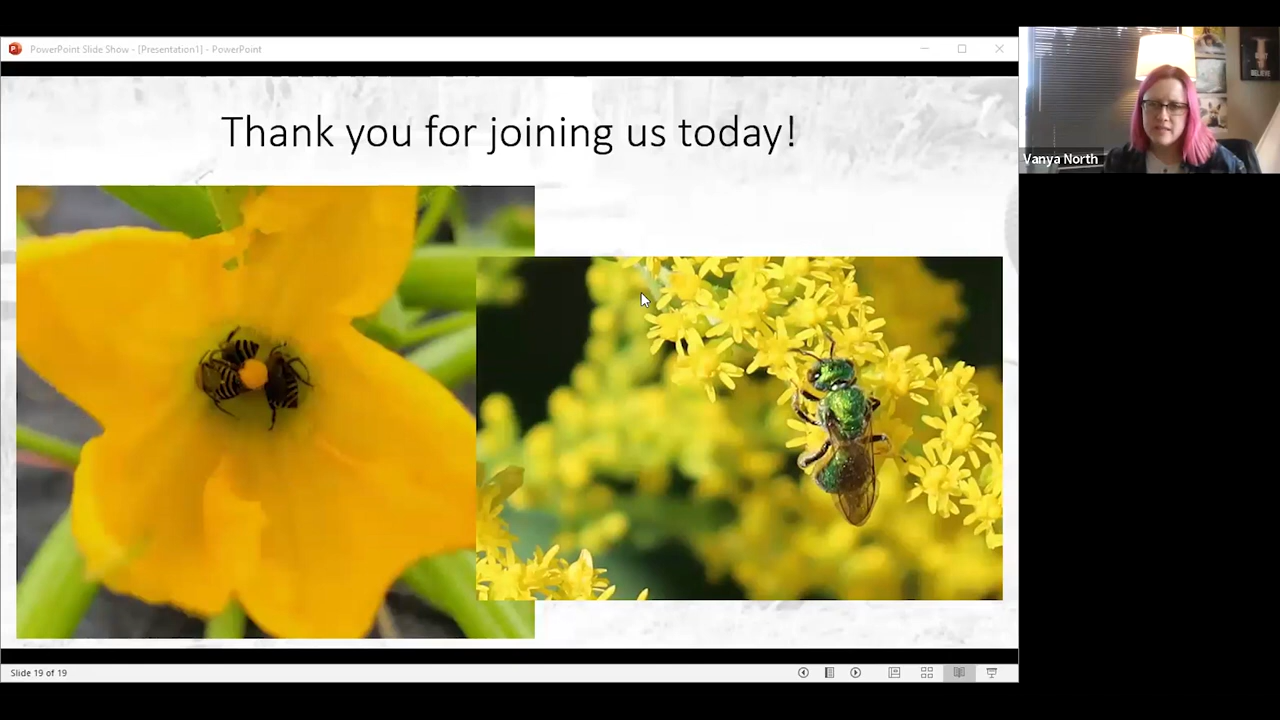 PowerPoint Slide Show - [Presentation1] - PowerPoint
Thank you for joining us today!
Vanya North
Slide 19 of 19